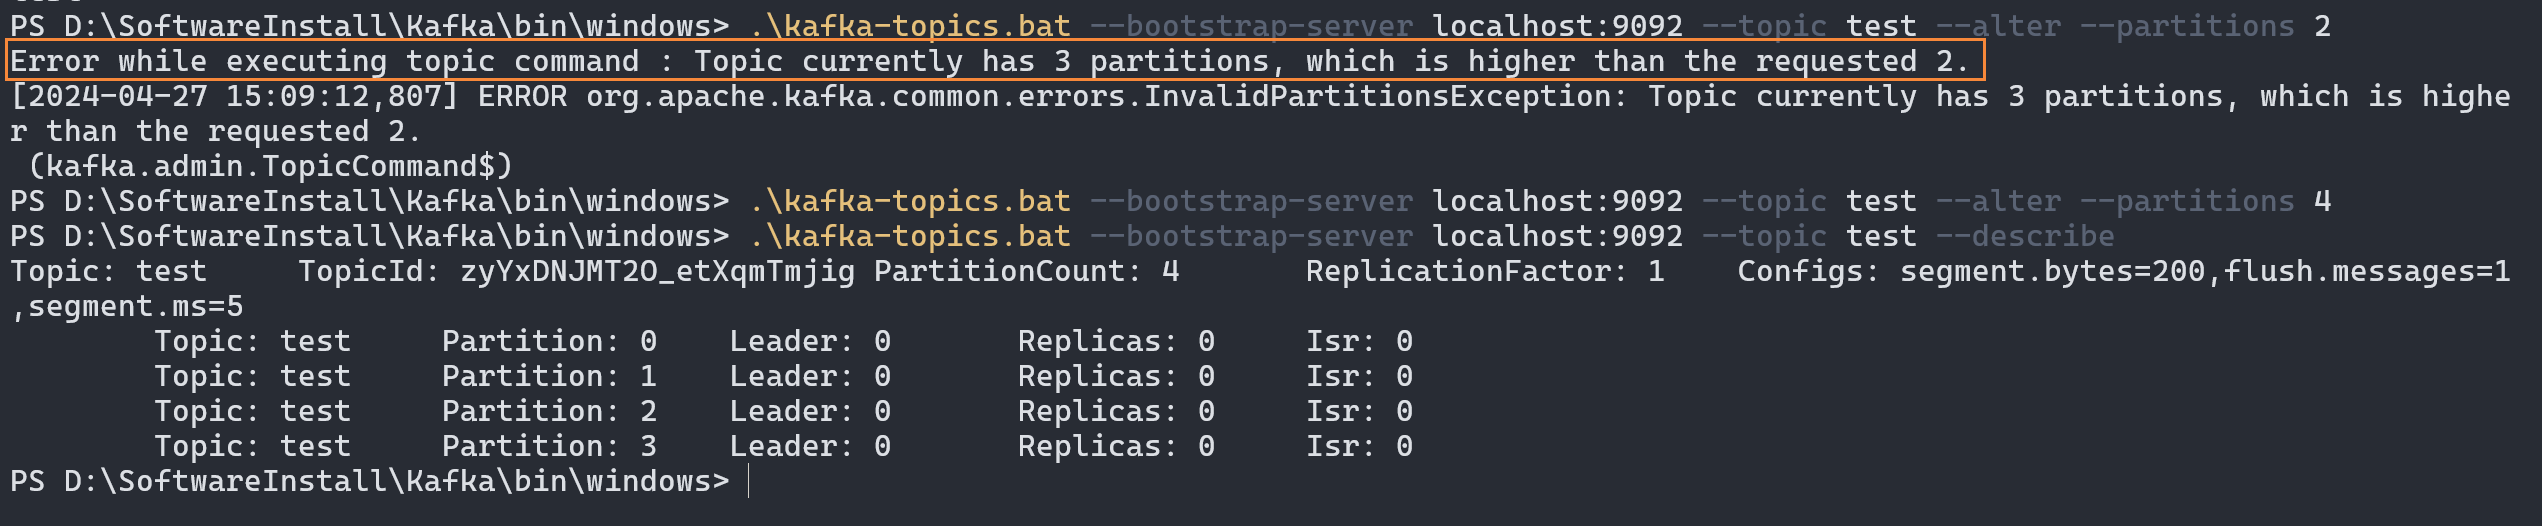 PS D:\SoftwareInstall\Kafka\bin\windows> .\kafka-topics.bat --bootstrap-server localhost:9092 --topic test --alter --partitions 2
Error while executing topic command : Topic currently has 3 partitions, which is higher than the requested 2.
[2024-04-27 15:09:12,807] ERROR org.apache.kafka.common.errors.InvalidPartitionsException: Topic currently has 3 partitions, which is highe
r than the requested 2.
 (kafka.admin.TopicCommand$)
PS D:\SoftwareInstall\Kafka\bin\windows> .\kafka-topics.bat --bootstrap-server localhost:9092 --topic test --alter --partitions 4
PS D:\SoftwareInstall\Kafka\bin\windows> .\kafka-topics.bat --bootstrap-server localhost:9092 --topic test --describe
Topic: test     TopicId: zyYxDNJMT2O_etXqmTmjig PartitionCount: 4       ReplicationFactor: 1    Configs: segment.bytes=200,flush.messages=1
,segment.ms=5
        Topic: test     Partition: 0    Leader: 0       Replicas: 0     Isr: 0
        Topic: test     Partition: 1    Leader: 0       Replicas: 0     Isr: 0
        Topic: test     Partition: 2    Leader: 0       Replicas: 0     Isr: 0
        Topic: test     Partition: 3    Leader: 0       Replicas: 0     Isr: 0
PS D:\SoftwareInstall\Kafka\bin\windows>